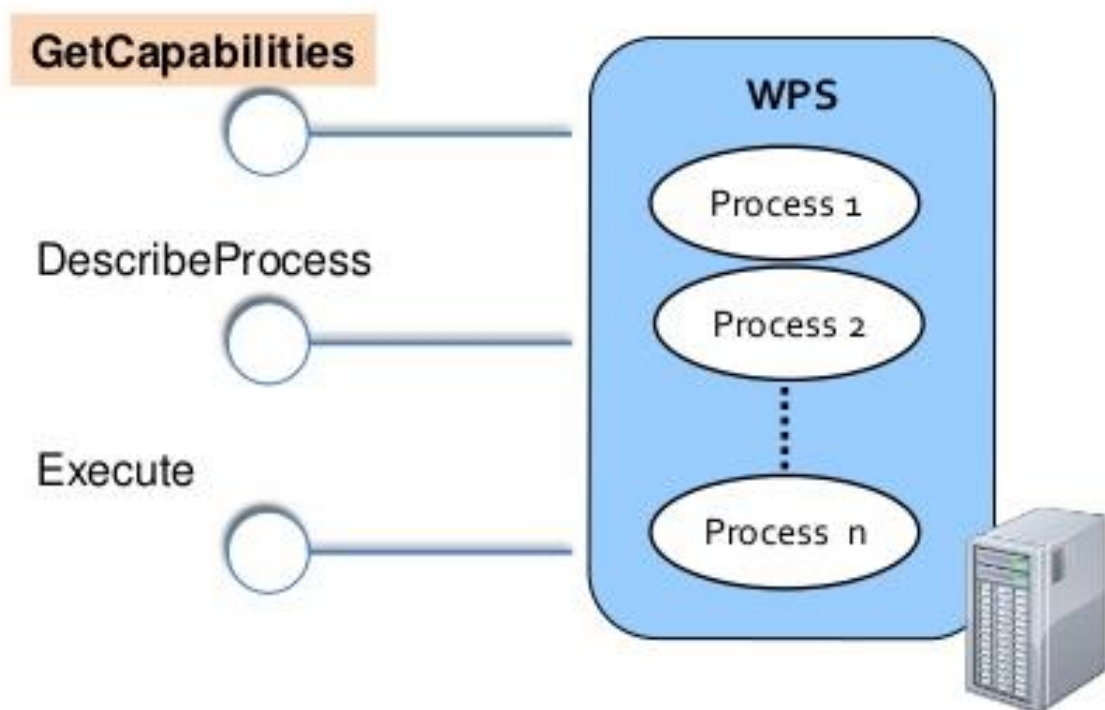 GetCapabilities
DescribeProcess
Execute
WPS
Process 1
Process 2
Process n